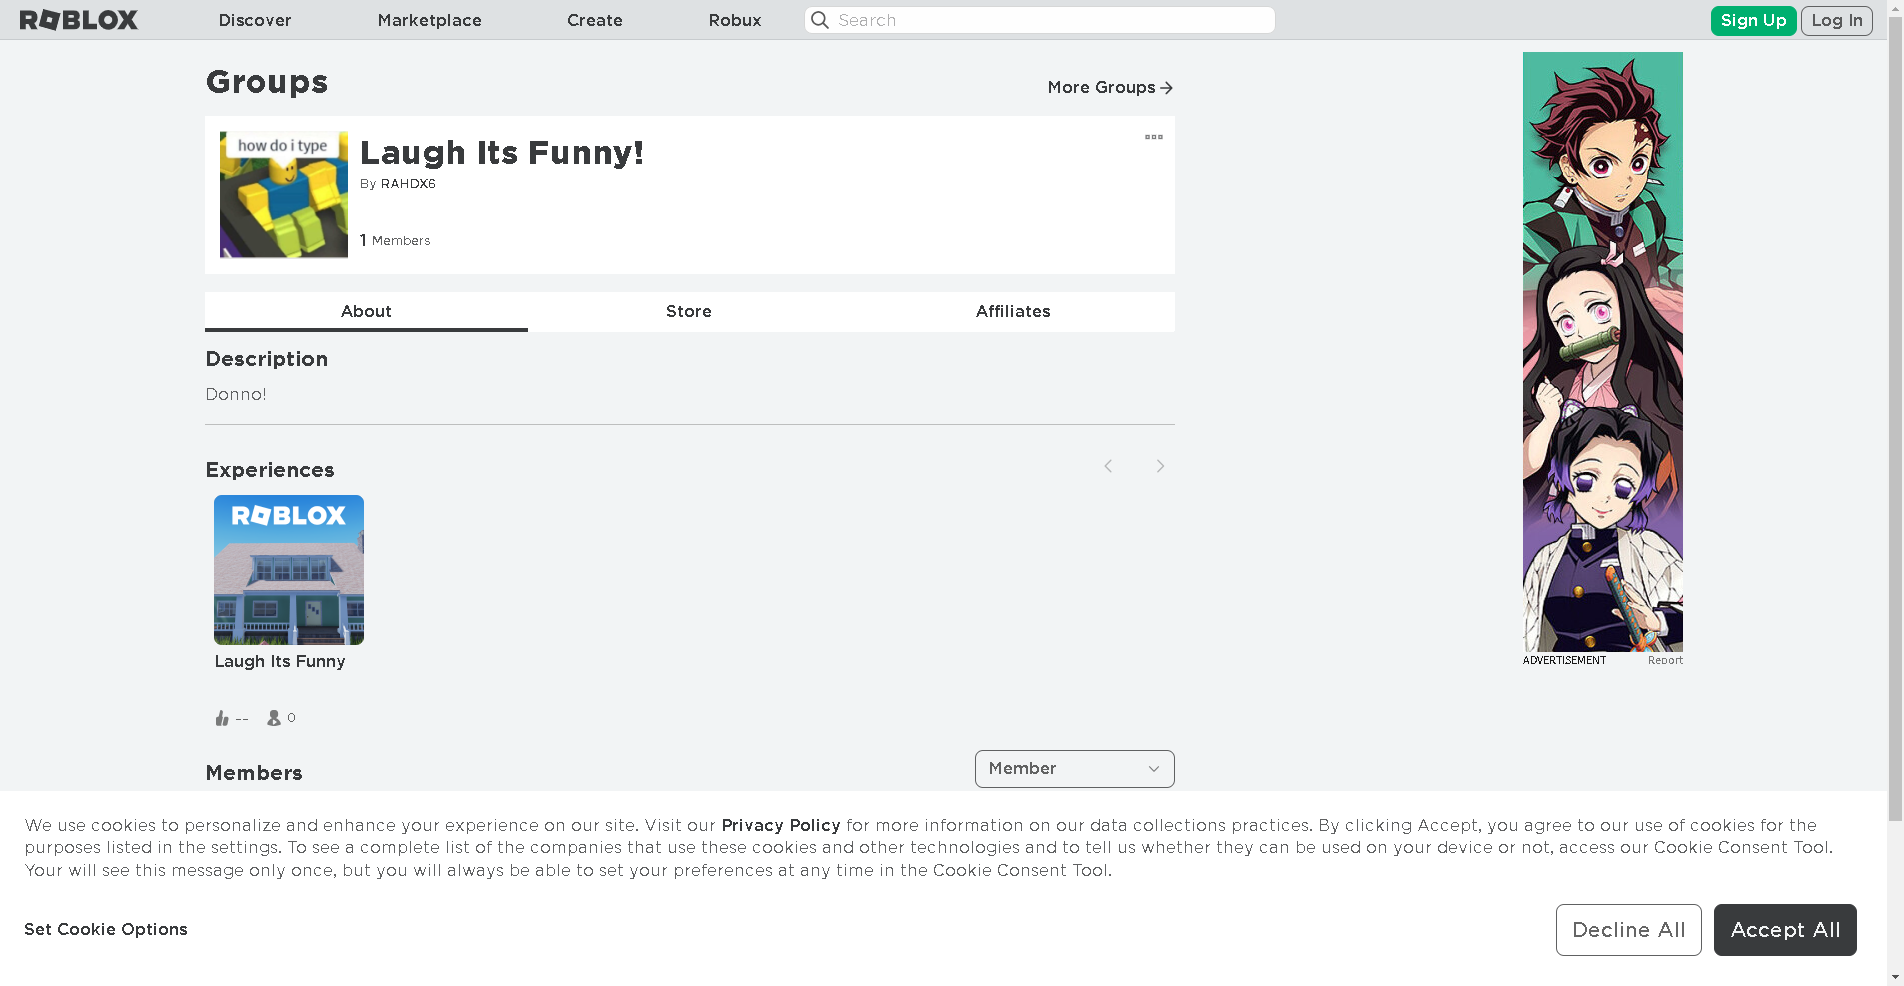 ROBLOX
Discover
Marketplace
Create
Robux
Search
Sign Up
Log In
Groups
More Groups
how do i type
Laugh Its Funny!
By RAHDX6
1 Members
About
Store
Affiliates
Description
Donno!
Experiences
ROBLOX
Laugh Its Funny
-- 0
ADVERTISEMENT
Report
Members
Member
We use cookies to personalize and enhance your experience on our site. Visit our Privacy Policy for more information on our data collections practices. By clicking Accept, you agree to our use of cookies for the
purposes listed in the settings. To see a complete list of the companies that use these cookies and other technologies and to tell us whether they can be used on your device or not, access our Cookie Consent Tool.
Your will see this message only once, but you will always be able to set your preferences at any time in the Cookie Consent Tool.
Set Cookie Options
Decline All
Accept All